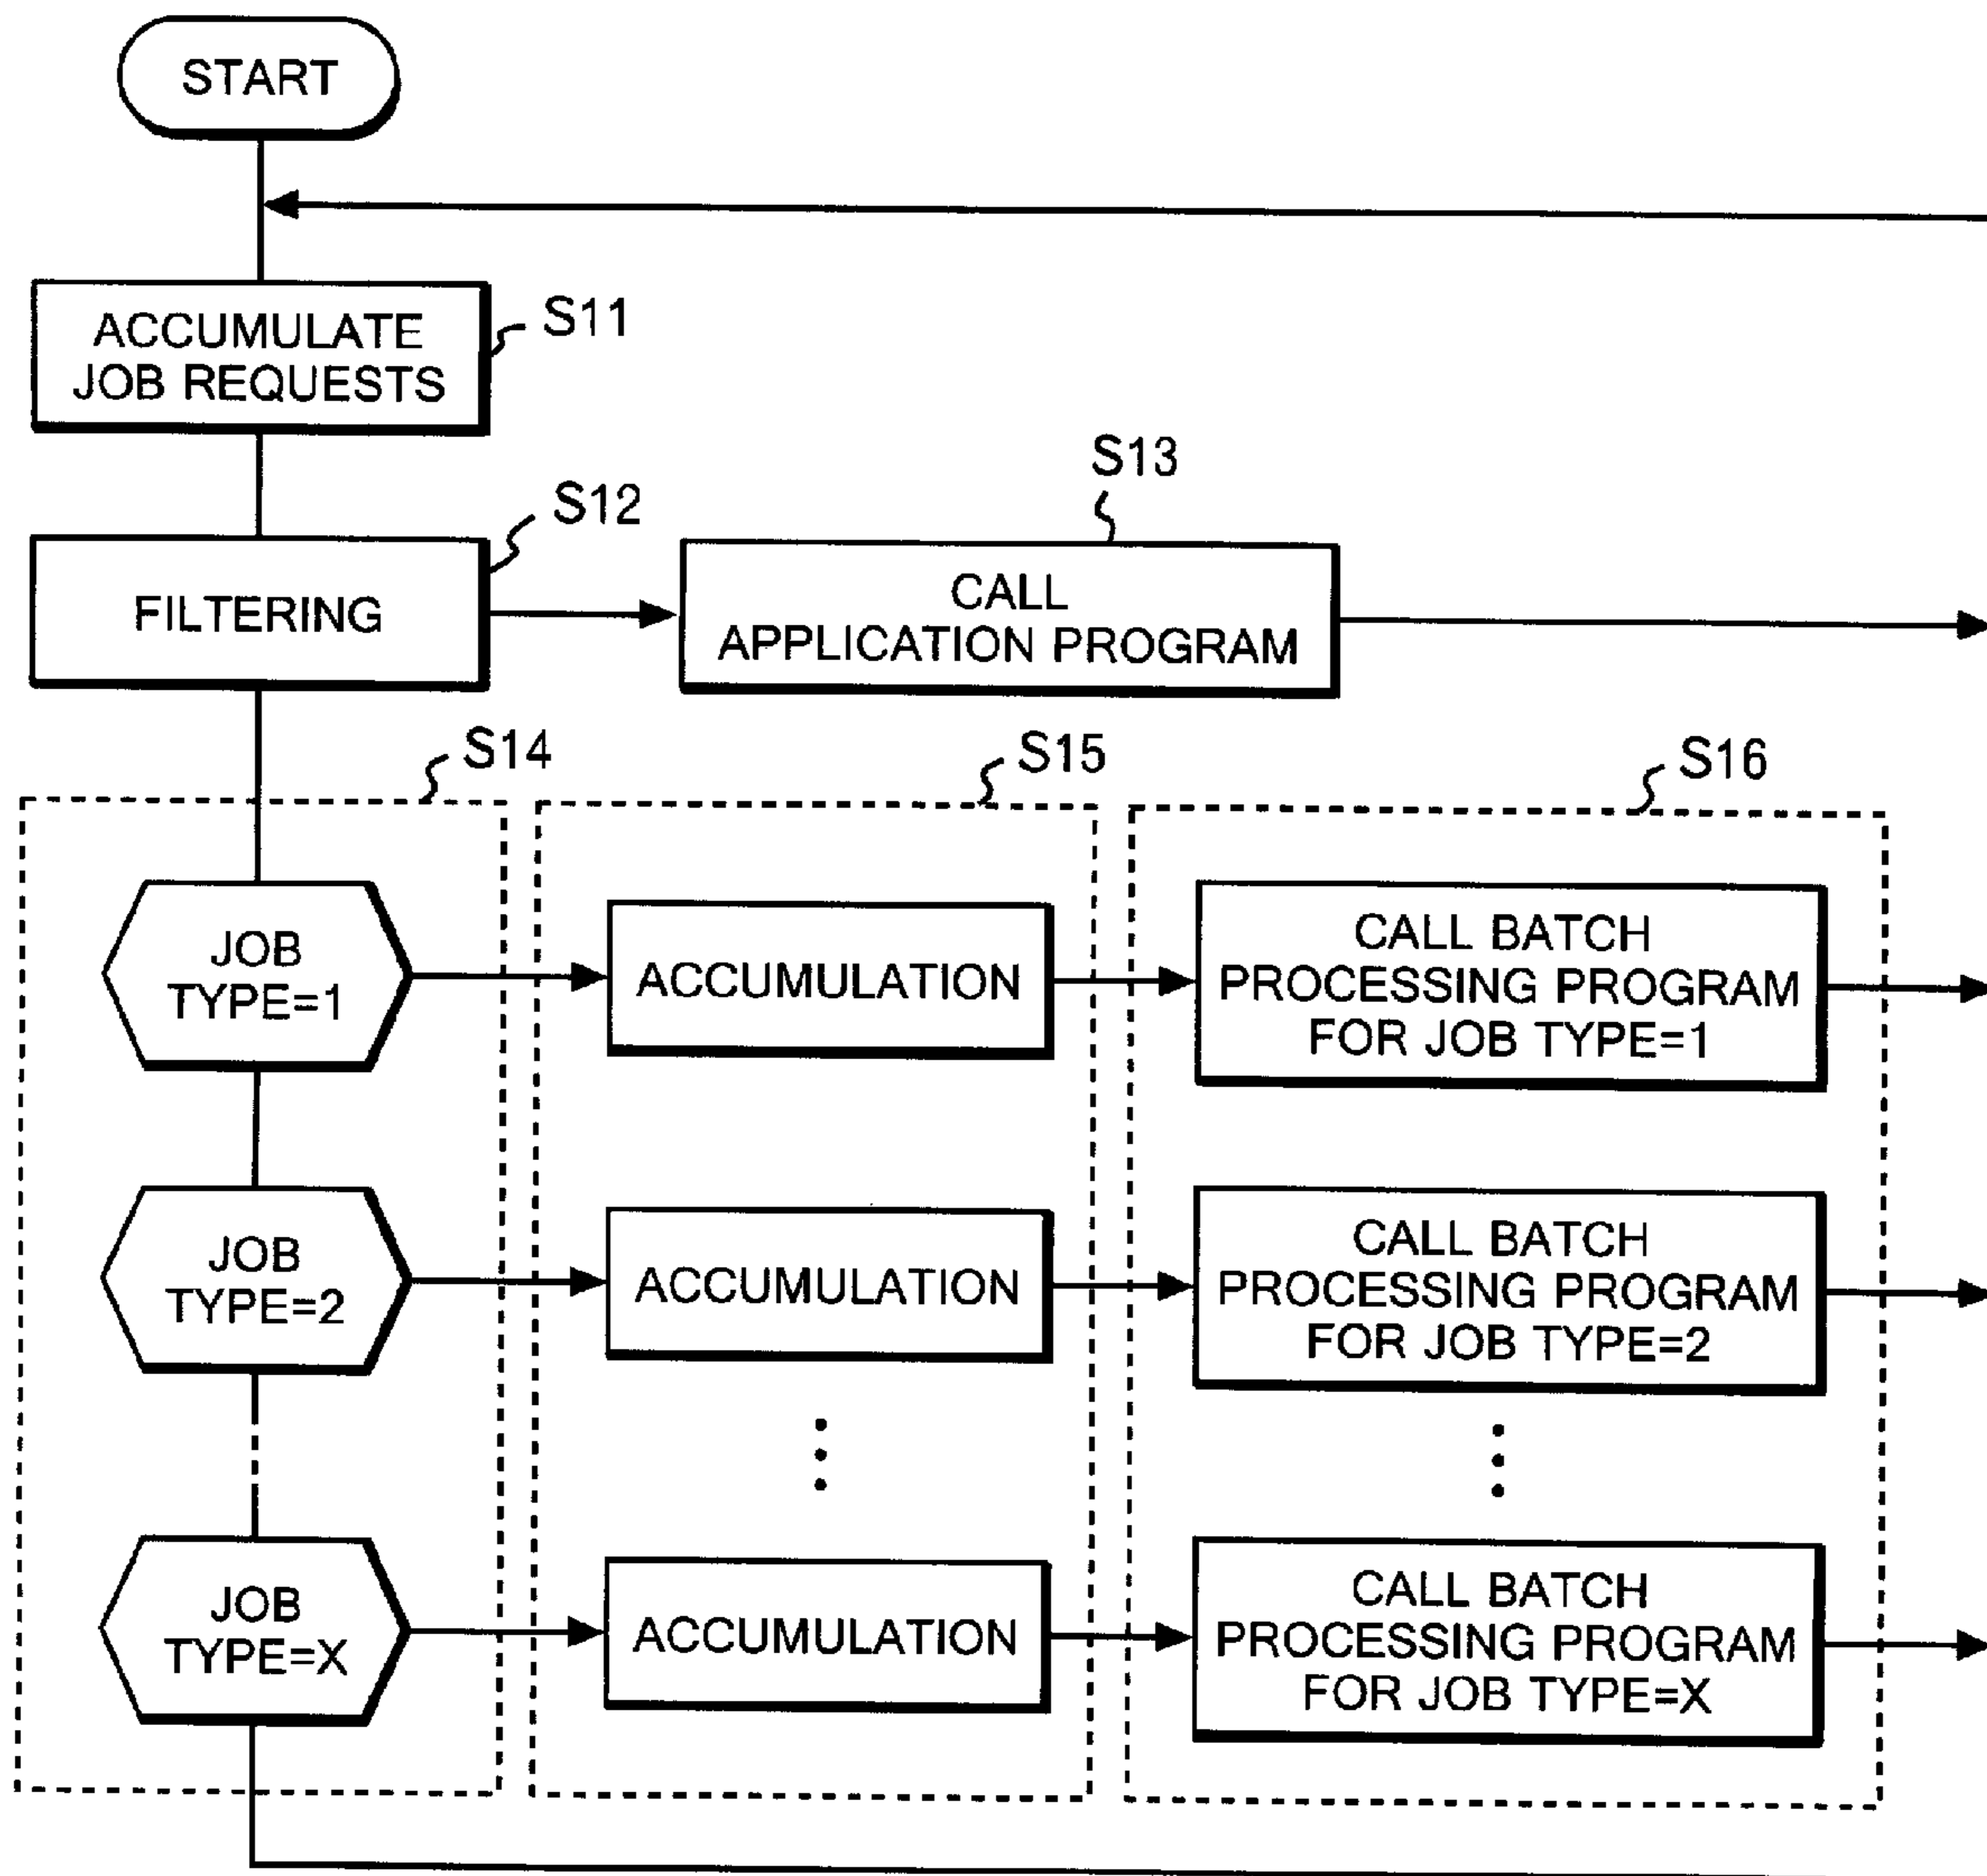 START
ACCUMULATE
JOB REQUESTS
S11
FILTERING
S12
CALL
APPLICATION PROGRAM
S13
S14
S15
S16
JOB
TYPE=1
ACCUMULATION
CALL BATCH
PROCESSING PROGRAM
FOR JOB TYPE=1
JOB
TYPE=2
ACCUMULATION
CALL BATCH
PROCESSING PROGRAM
FOR JOB TYPE=2
JOB
TYPE=X
ACCUMULATION
CALL BATCH
PROCESSING PROGRAM
FOR JOB TYPE=X